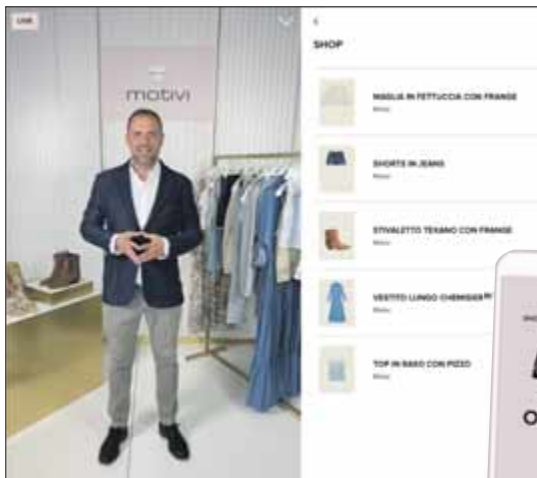 LIVE
motivi
SHOP
MAGLIA IN FETTUCCIA CON FRANGE
Motivi
SHORTS IN JEANS
Motivi
STIVALETTO TEXANO CON FRANGE
Motivi
VESTITO LUNGO CHEMISIER
Motivi
TOP IN RASO CON PIZZO
Motivi
O